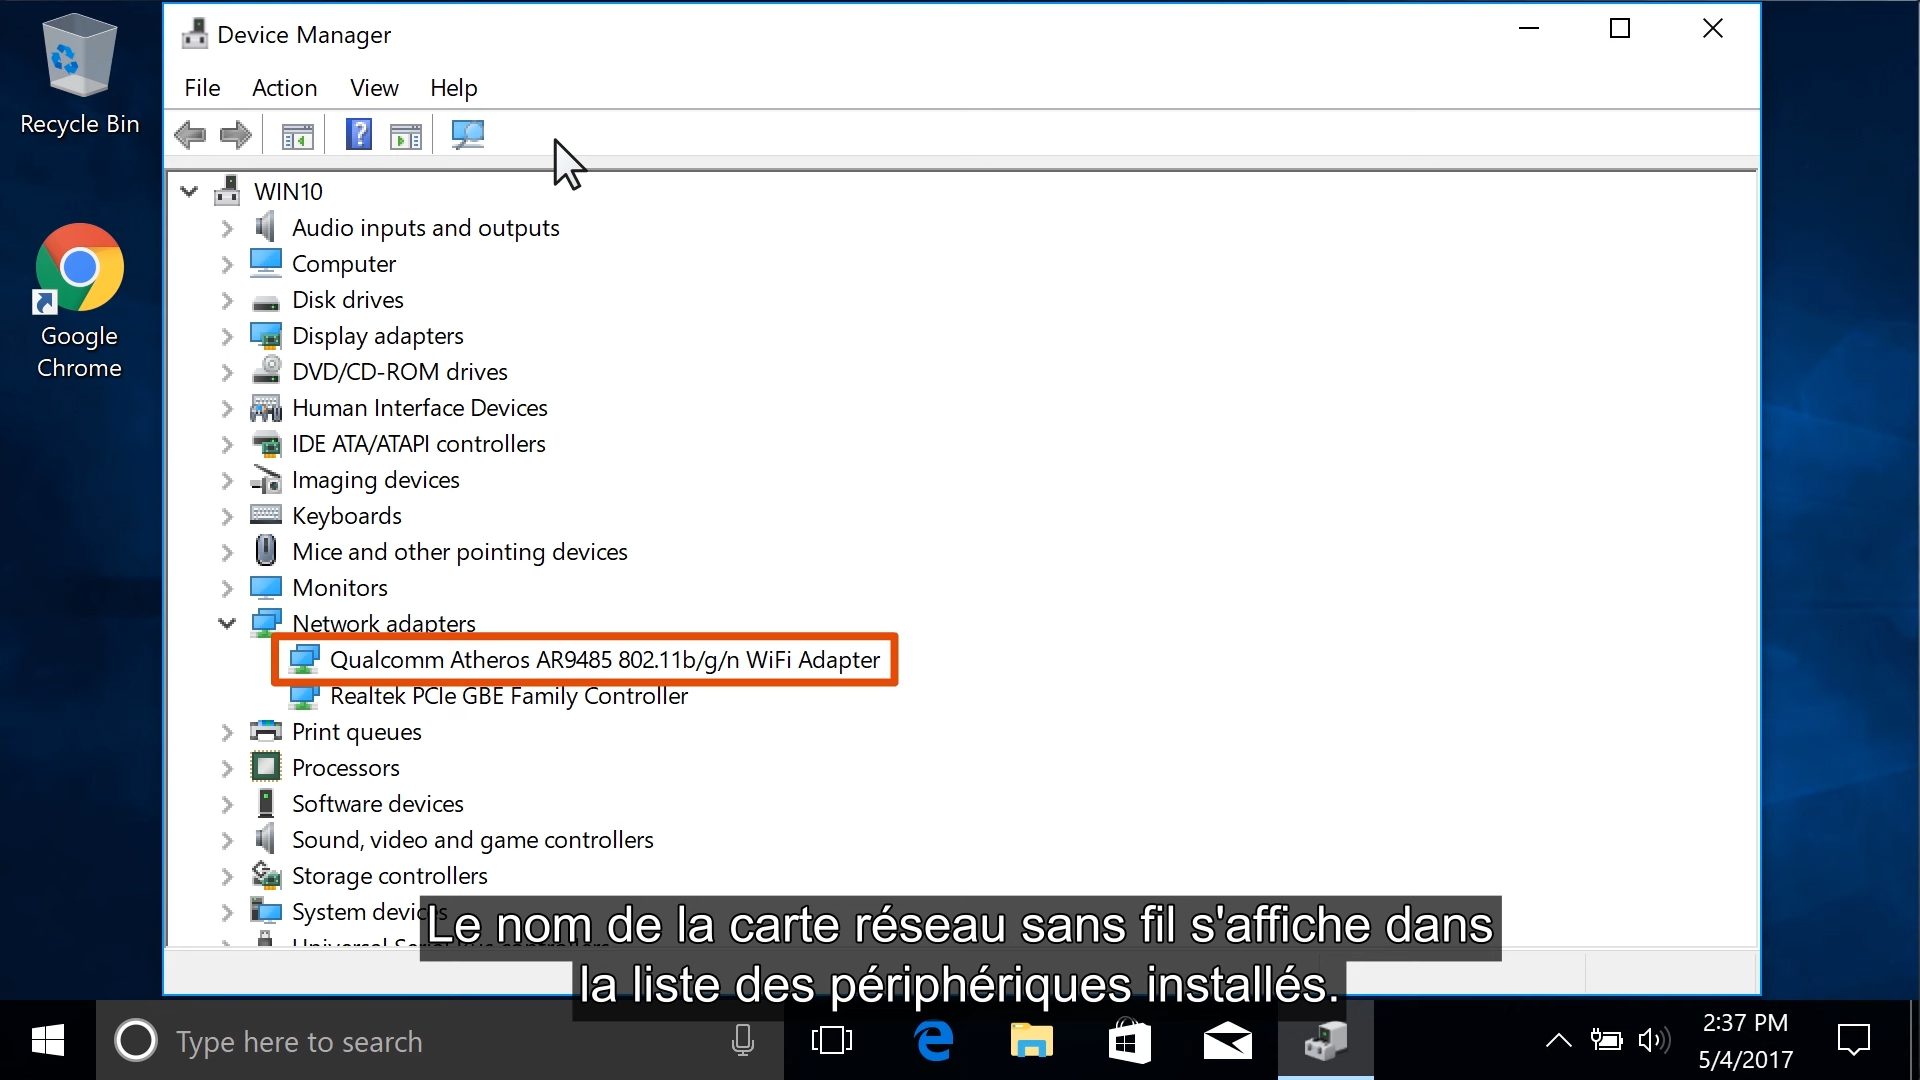 Recycle Bin
Google
Chrome
Device Manager
File Action View Help
WIN10
Audio inputs and outputs
Computer
Disk drives
Display adapters
DVD/CD-ROM drives
Human Interface Devices
IDE ATA/ATAPI controllers
Imaging devices
Keyboards
Mice and other pointing devices
Monitors
Network adapters
Qualcomm Atheros AR9485 802.11b/g/n WiFi Adapter
Realtek PCIe GBE Family Controller
Print queues
Processors
Software devices
Sound, video and game controllers
Storage controllers
System devices
Le nom de la carte réseau sans fil s'affiche dans
la liste des périphériques installés.
Type here to search
2:37 PM
5/4/2017